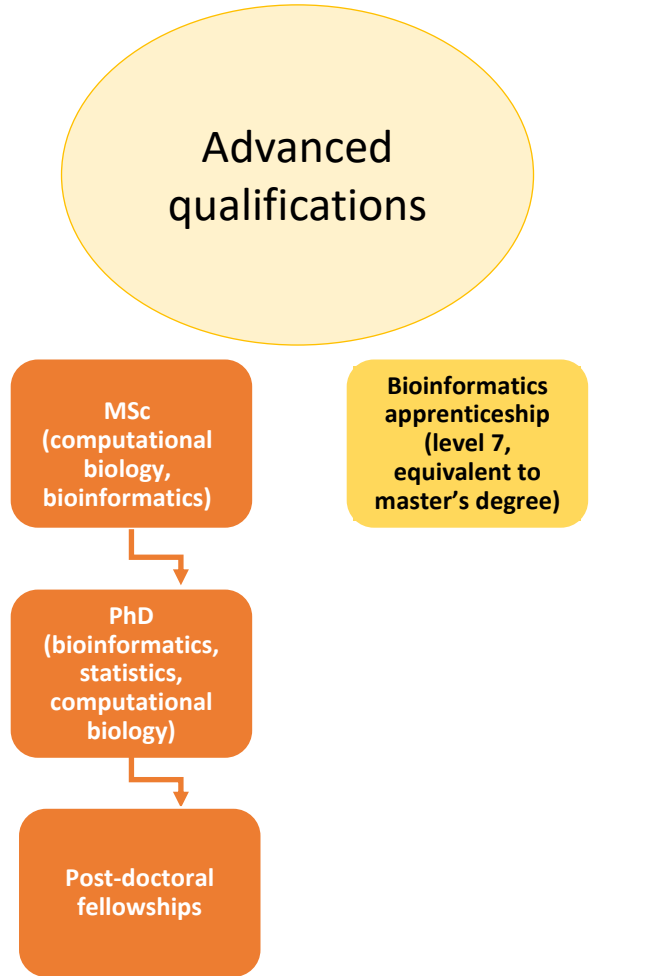 Advanced
qualifications
MSc
(computational
biology,
bioinformatics)
Bioinformatics
apprenticeship
(level 7,
equivalent to
master’s degree)
PhD
(bioinformatics,
statistics,
computational
biology)
Post-doctoral
fellowships